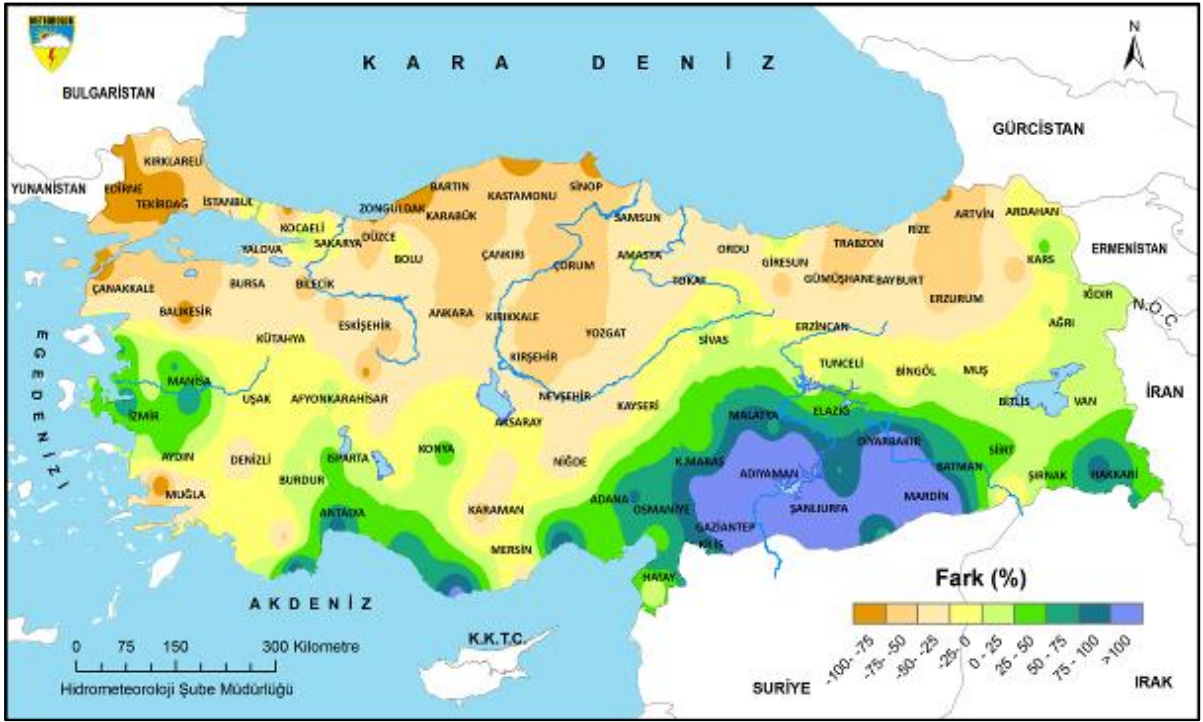 METEOROLOJİ
K A R A D E N İ Z
N
BULGARİSTAN
GÜRCİSTAN
YUNANİSTAN
ERMENİSTAN
N.Ö.C
İRAN
E G E D E N İ Z İ
KIRKLARELİ
EDİRNE
TEKİRDAĞ
İSTANBUL
KOCAELİ
YALOVA
SAKARYA
DÜZCE
ZONGULDAK
BARTIN
KARABÜK
KASTAMONU
SİNOP
SAMSUN
BOLU
ÇANKIRI
ÇORUM
AMASYA
TOKAT
ORDU
GİRESUN
TRABZON
RİZE
ARTVİN
ARDAHAN
KARS
IĞDIR
GÜMÜŞHANE
BAYBURT
ERZURUM
AĞRI
ÇANAKKALE
BALIKESİR
BURSA
BİLECİK
ESKİŞEHİR
KÜTAHYA
ANKARA
KIRIKKALE
YOZGAT
KIRŞEHİR
SİVAS
ERZİNCAN
TUNCELİ
BİNGÖL
MUŞ
BİTLİS
VAN
MANİSA
İZMİR
UŞAK
AFYONKARAHİSAR
AKSARAY
NEVŞEHİR
KAYSERİ
MALATYA
ELAZIĞ
DİYARBAKIR
BATMAN
SİİRT
ŞIRNAK
HAKKARİ
AYDIN
DENİZLİ
BURDUR
ISPARTA
KONYA
NİĞDE
K.MARAŞ
ADIYAMAN
MARDİN
ŞANLIURFA
MUĞLA
ANTALYA
KARAMAN
MERSİN
ADANA
OSMANİYE
GAZİANTEP
KİLİS
HATAY
A K D E N İ Z
K.K.T.C.
SURİYE
IRAK
0 75 150 300 Kilometre
Hidrometeoroloji Şube Müdürlüğü
Fark (%)
-100- -75
-75- -50
-50- -25
-25- 0
0 - 25
25 - 50
50 - 75
75 - 100
>100